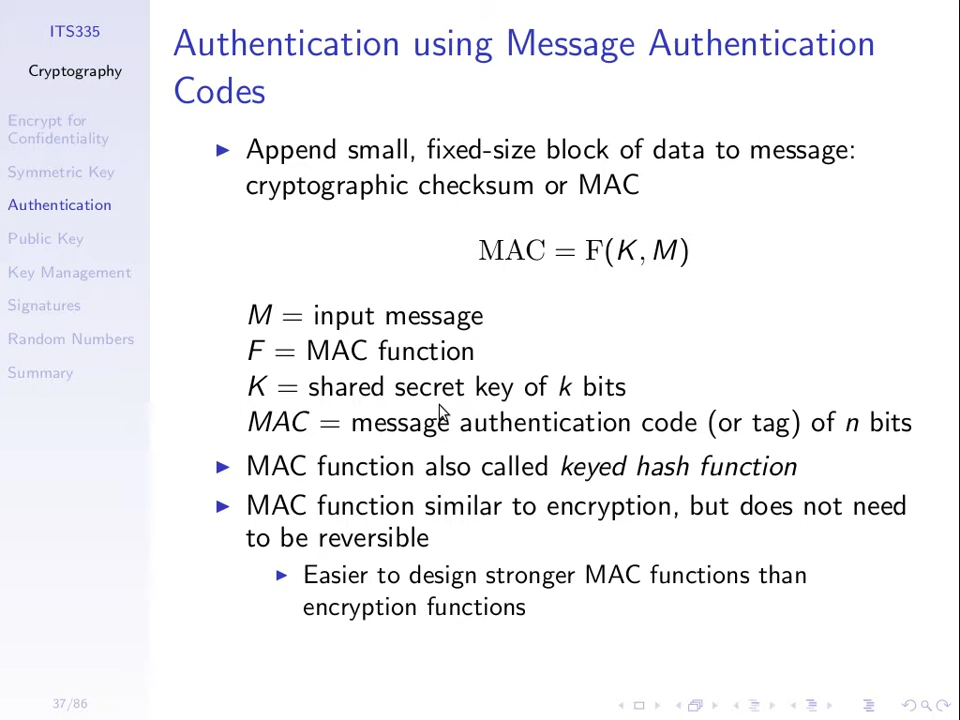 ITS335
Cryptography
Encrypt for
Confidentiality
Symmetric Key
Authentication
Public Key
Key Management
Signatures
Random Numbers
Summary
37/86
Authentication using Message Authentication
Codes
Append small, fixed-size block of data to message:
cryptographic checksum or MAC
MAC = F(K, M)
M = input message
F = MAC function
K = shared secret key of k bits
MAC = message authentication code (or tag) of n bits
MAC function also called keyed hash function
MAC function similar to encryption, but does not need
to be reversible
Easier to design stronger MAC functions than
encryption functions